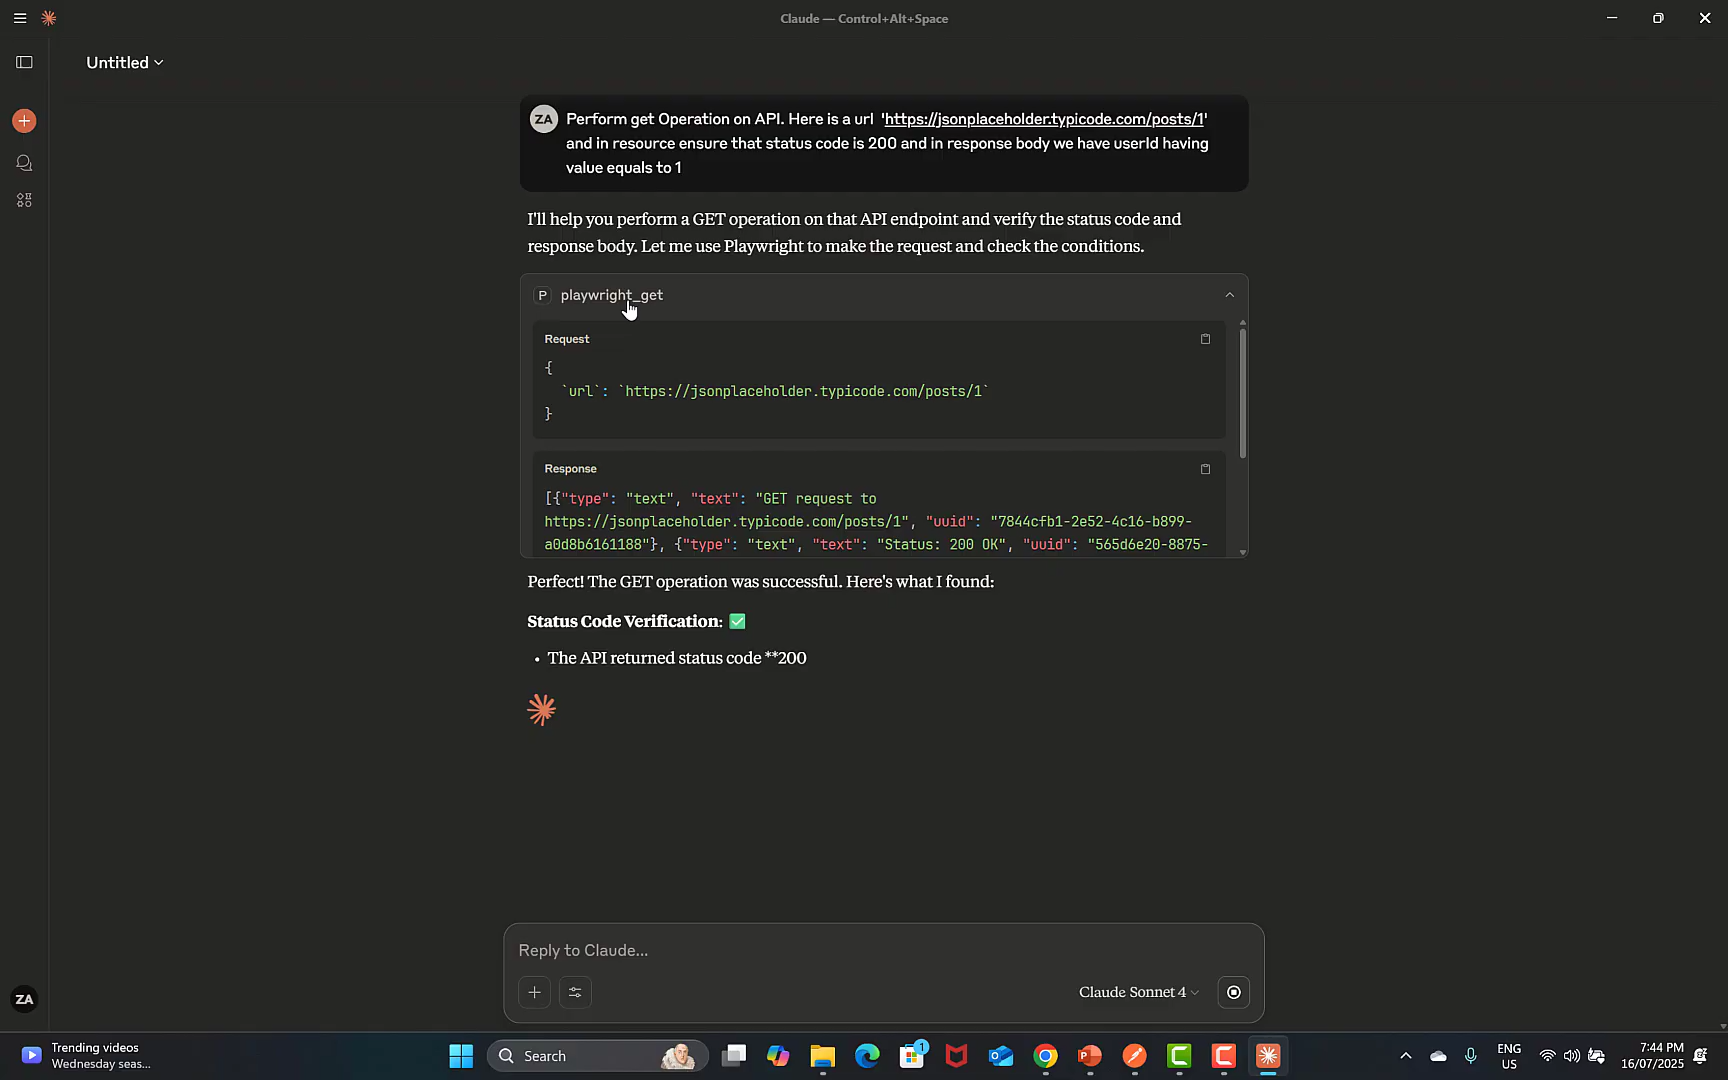 Claude — Control+Alt+Space
Untitled
ZA
Perform get Operation on API. Here is a url 'https://jsonplaceholder.typicode.com/posts/1'
and in resource ensure that status code is 200 and in response body we have userId having
value equals to 1
I'll help you perform a GET operation on that API endpoint and verify the status code and
response body. Let me use Playwright to make the request and check the conditions.
P playwright_get
Request
{
`url`: `https://jsonplaceholder.typicode.com/posts/1`
}
Response
[{"type": "text", "text": "GET request to
https://jsonplaceholder.typicode.com/posts/1", "uuid": "7844cfb1-2e52-4c16-b899-
a0d8b6161188"}, {"type": "text", "text": "Status: 200 OK", "uuid": "565d6e20-8875-
Perfect! The GET operation was successful. Here's what I found:
Status Code Verification: ✅
• The API returned status code **200
Reply to Claude...
Claude Sonnet 4
ZA
Trending videos
Wednesday seas...
Search
1
ENG
US
7:44 PM
16/07/2025